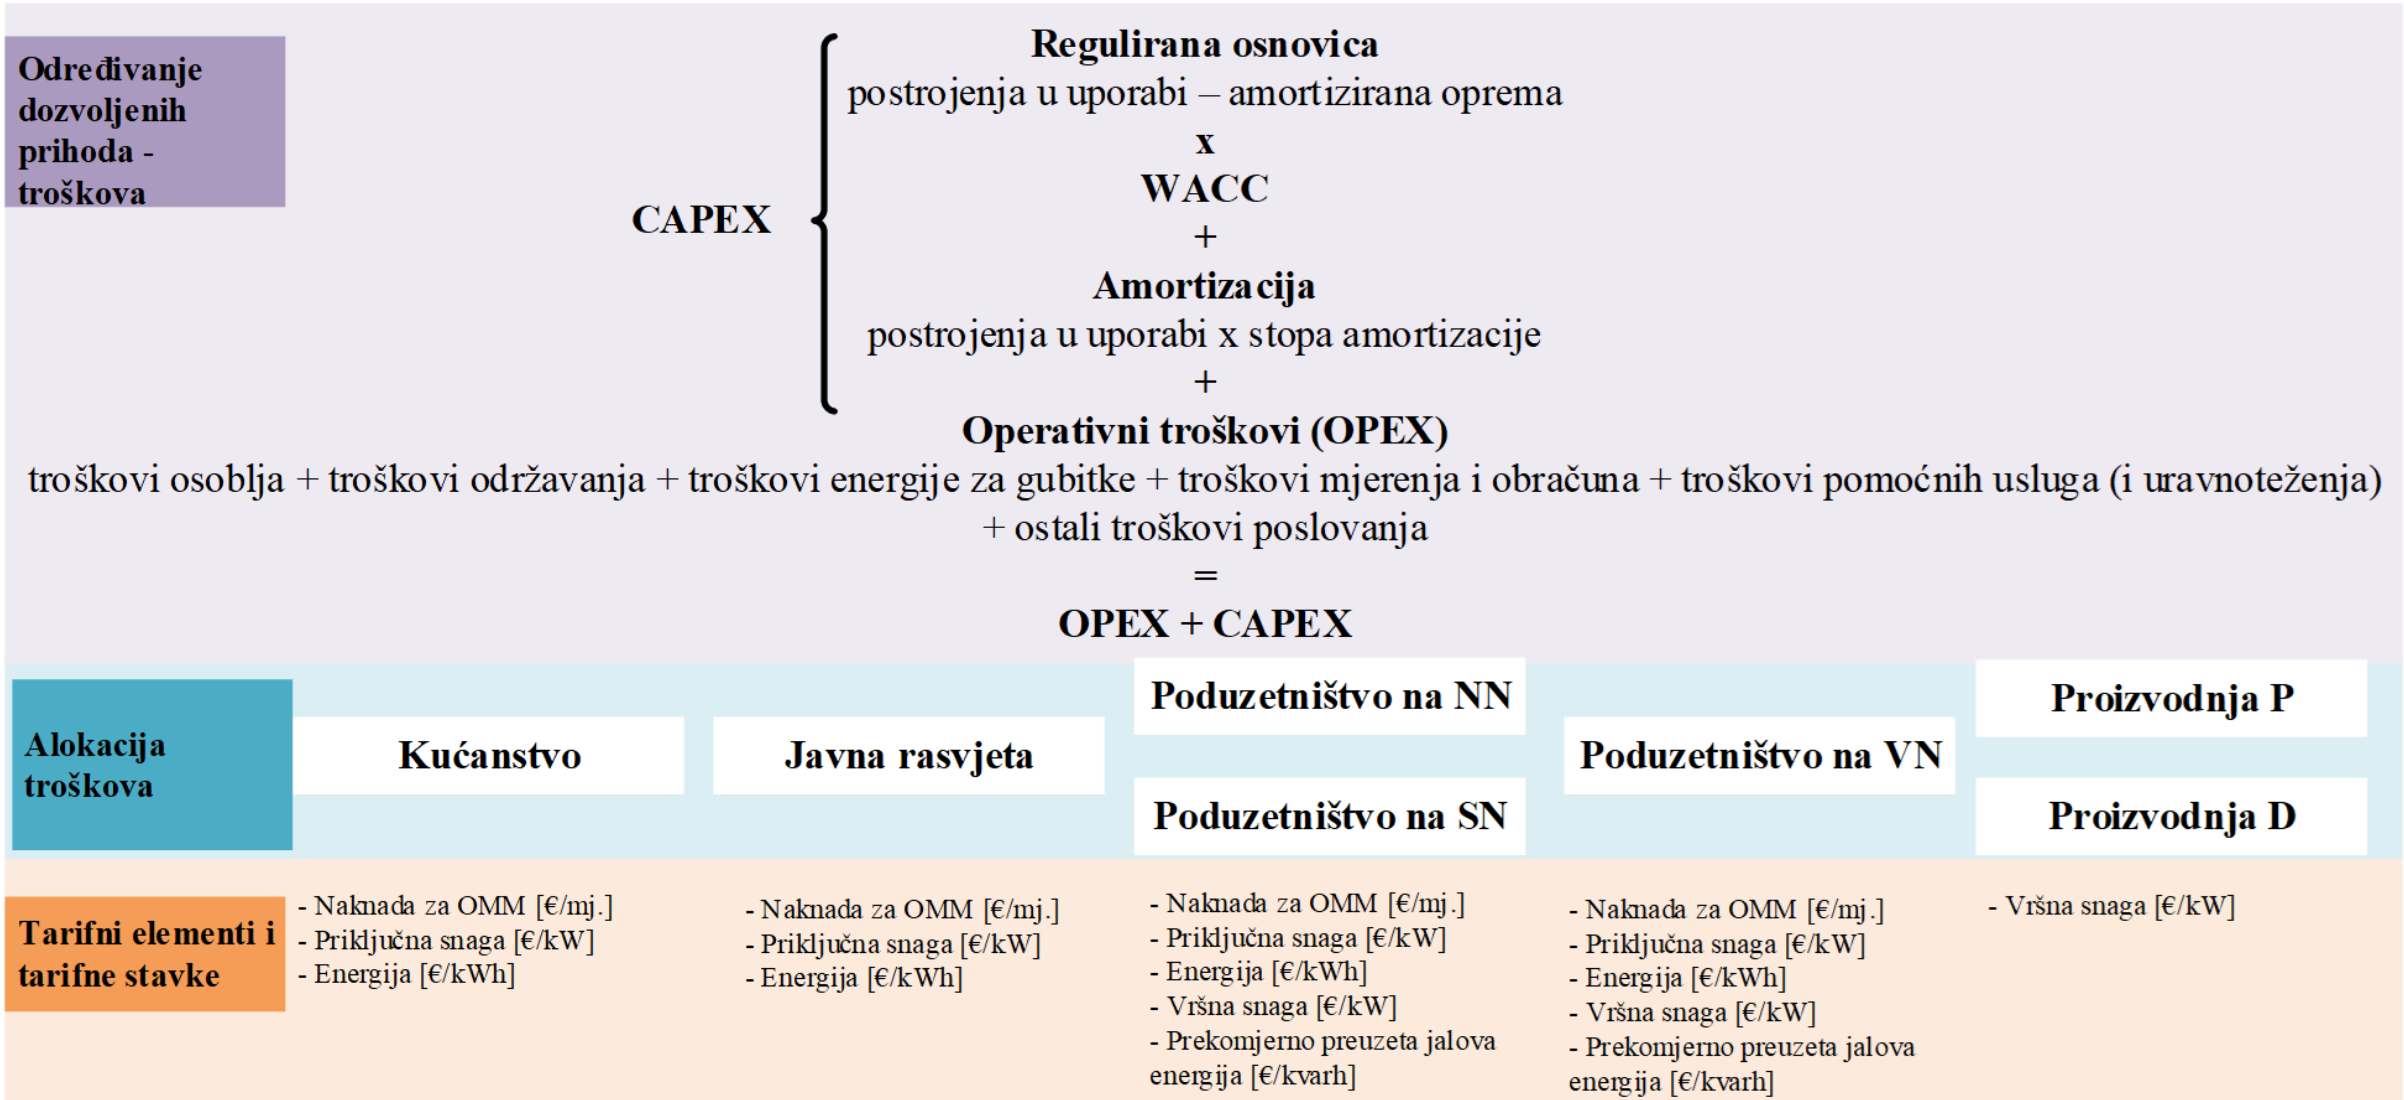 Određivanje
dozvoljenih
prihoda -
troškova
CAPEX
Regulirana osnovica
postrojenja u uporabi – amortizirana oprema
x
WACC
+
Amortizacija
postrojenja u uporabi x stopa amortizacije
+
Operativni troškovi (OPEX)
troškovi osoblja + troškovi održavanja + troškovi energije za gubitke + troškovi mjerenja i obračuna + troškovi pomoćnih usluga (i uravnoteženja)
+ ostali troškovi poslovanja
=
OPEX + CAPEX
Alokacija
troškova
Kućanstvo
Javna rasvjeta
Poduzetništvo na NN
Poduzetništvo na SN
Poduzetništvo na VN
Proizvodnja P
Proizvodnja D
Tarifni elementi i
tarifne stavke
- Naknada za OMM [€/mj.]
- Priključna snaga [€/kW]
- Energija [€/kWh]
- Naknada za OMM [€/mj.]
- Priključna snaga [€/kW]
- Energija [€/kWh]
- Naknada za OMM [€/mj.]
- Priključna snaga [€/kW]
- Energija [€/kWh]
- Vršna snaga [€/kW]
- Prekomjerno preuzeta jalova
energija [€/kvarh]
- Naknada za OMM [€/mj.]
- Priključna snaga [€/kW]
- Energija [€/kWh]
- Vršna snaga [€/kW]
- Prekomjerno preuzeta jalova
energija [€/kvarh]
- Vršna snaga [€/kW]